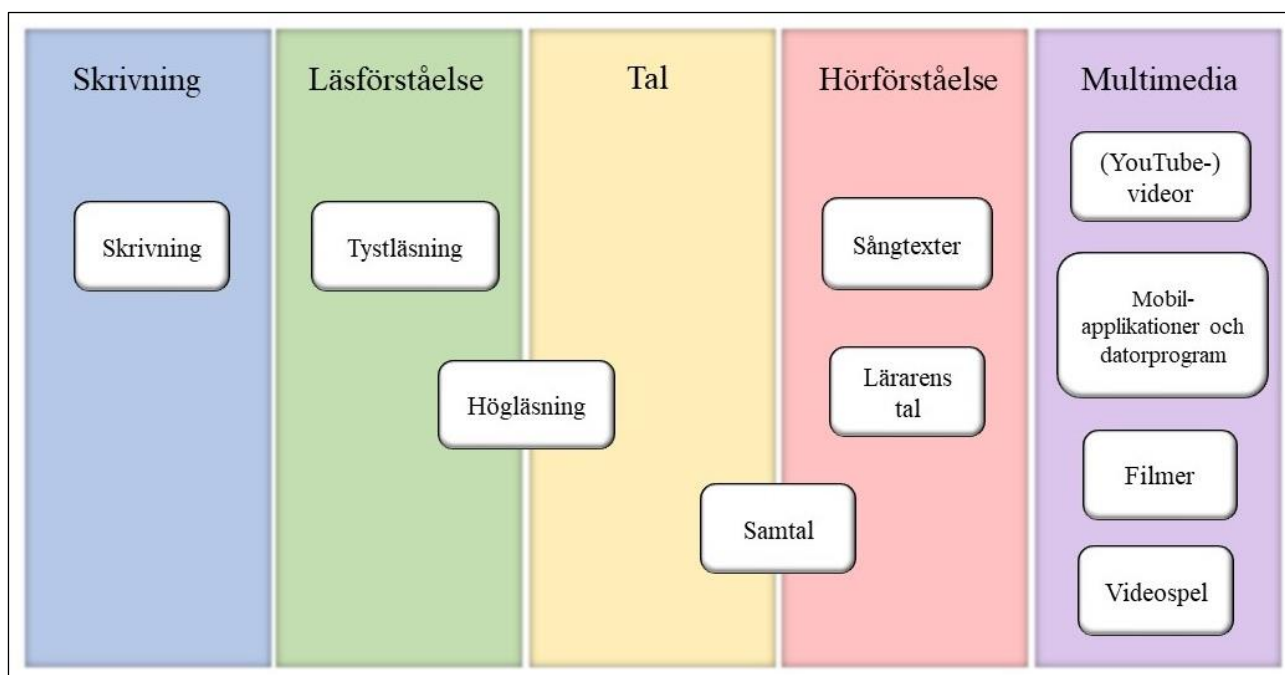 Skrivning
Läsförståelse
Tal
Hörförståelse
Multimedia
Skrivning
Tystläsning
Högläsning
Samtal
Sångtexter
Lärarens
tal
(YouTube-)
videor
Mobil-
applikationer och
datorprogram
Filmer
Videospel